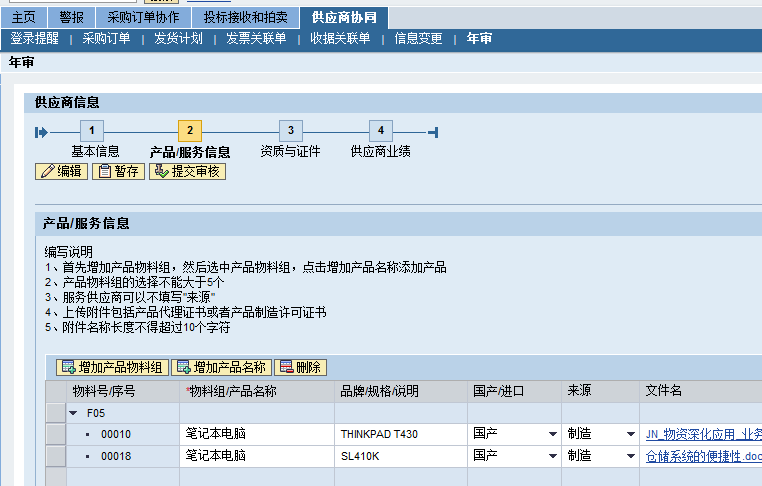 主页 警报 采购订单协作 投标接收和拍卖 供应商协同
登录提醒 | 采购订单 | 发货计划 | 发票关联单 | 收据关联单 | 信息变更 | 年审
年审
供应商信息
1 2 3 4
基本信息 产品/服务信息 资质与证件 供应商业绩
编辑 暂存 提交审核
产品/服务信息
编写说明
1、首先增加产品物料组，然后选中产品物料组，点击增加产品名称添加产品
2、产品物料组的选择不能大于5个
3、服务供应商可以不填写"来源"
4、上传附件包括产品代理证书或者产品制造许可证书
5、附件名称长度不得超过10个字符
增加产品物料组 增加产品名称 删除
物料号/序号 *物料组/产品名称 品牌/规格/说明 国产/进口 来源 文件名
F05
00010 笔记本电脑 THINKPAD T430 国产 制造 JN_物资深化应用_业务
00018 笔记本电脑 SL410K 国产 制造 仓储系统的便捷性.doc